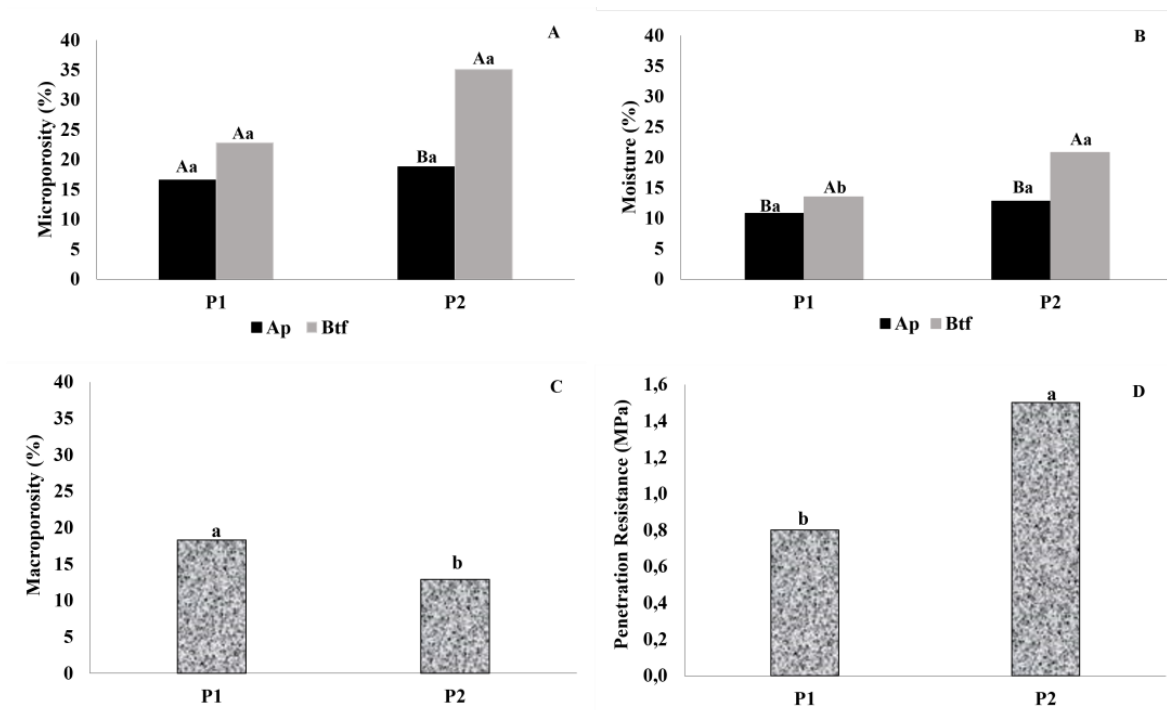 A
Microporosity (%)
40
35
30
25
20
15
10
5
0
Aa
Aa
Ba
Aa
P1
P2
Ap
Btf
B
Moisture (%)
40
35
30
25
20
15
10
5
0
Ba
Ab
Ba
Aa
P1
P2
Ap
Btf
C
Macroporosity (%)
40
35
30
25
20
15
10
5
0
a
b
P1
P2
D
Penetration Resistance (MPa)
1,6
1,4
1,2
1,0
0,8
0,6
0,4
0,2
0,0
b
a
P1
P2